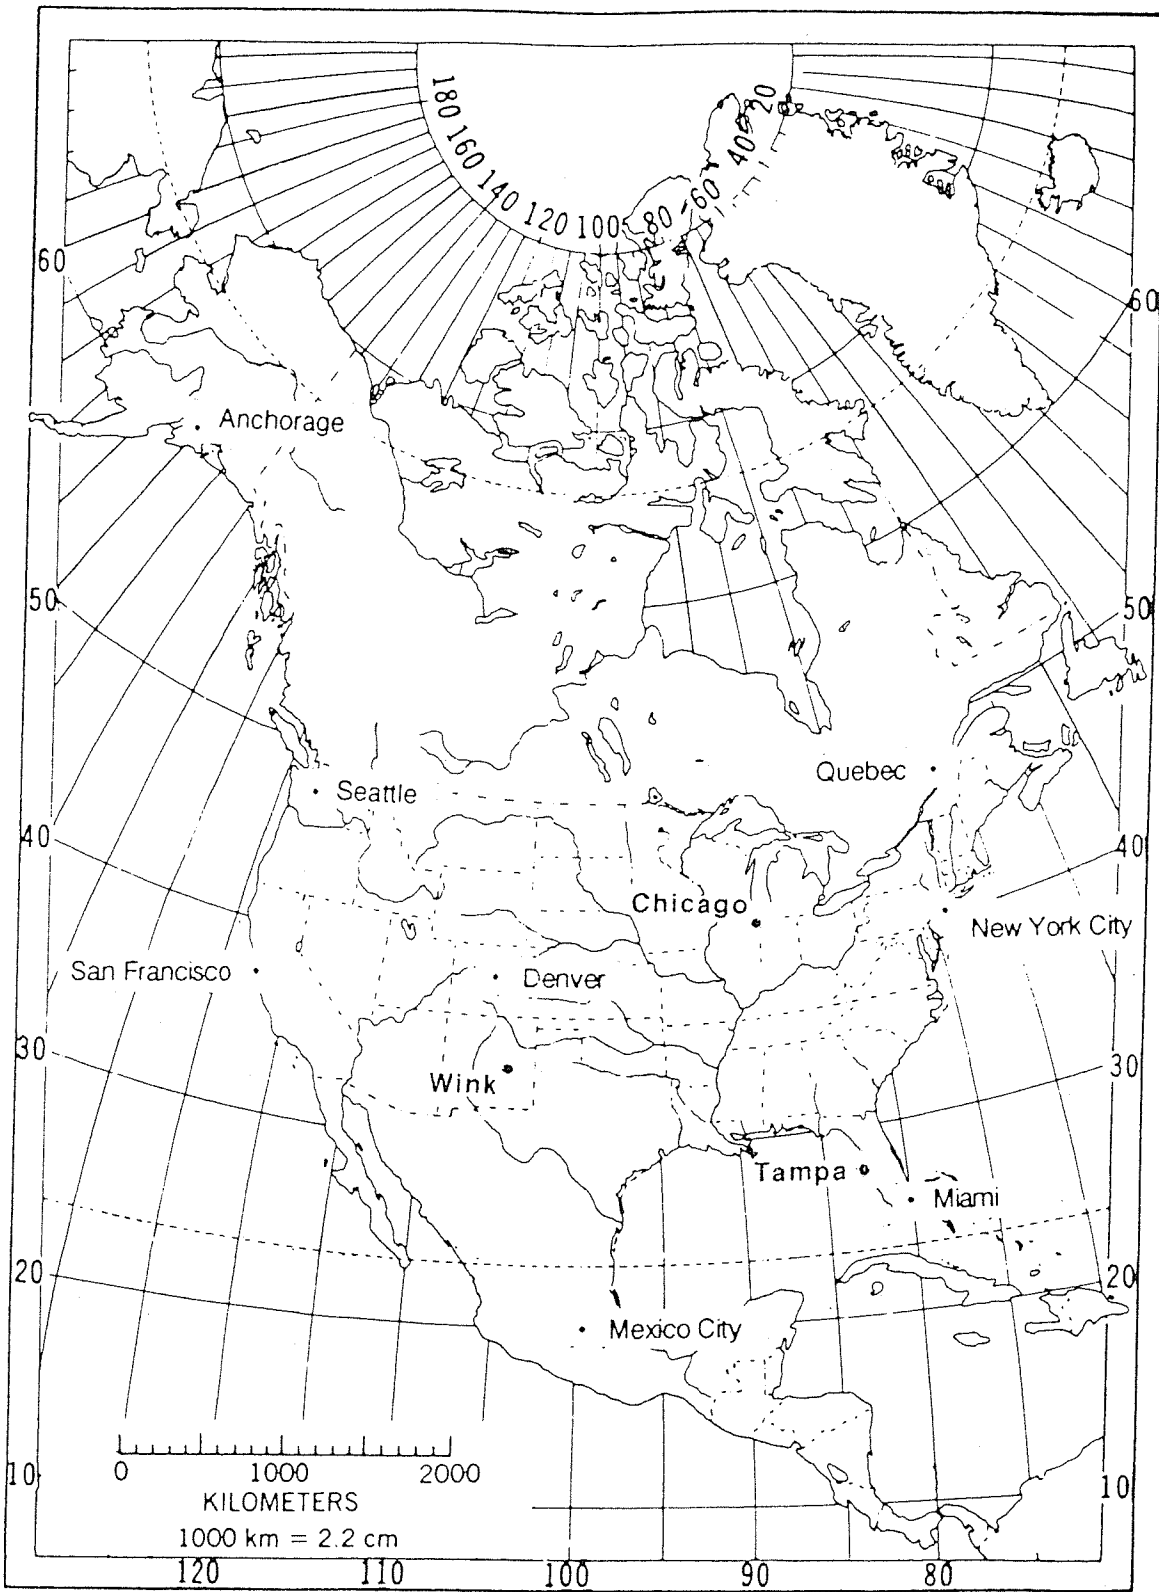 180
160
140
120
100
80
60
40
20
60
60
Anchorage
50
50
Quebec
Seattle
40
40
Chicago
New York City
San Francisco
Denver
30
30
Wink
Tampa
Miami
20
20
Mexico City
0 1000 2000
KILOMETERS
1000 km = 2.2 cm
10
10
120 110 100 90 80